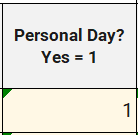 Personal Day?
Yes = 1
1